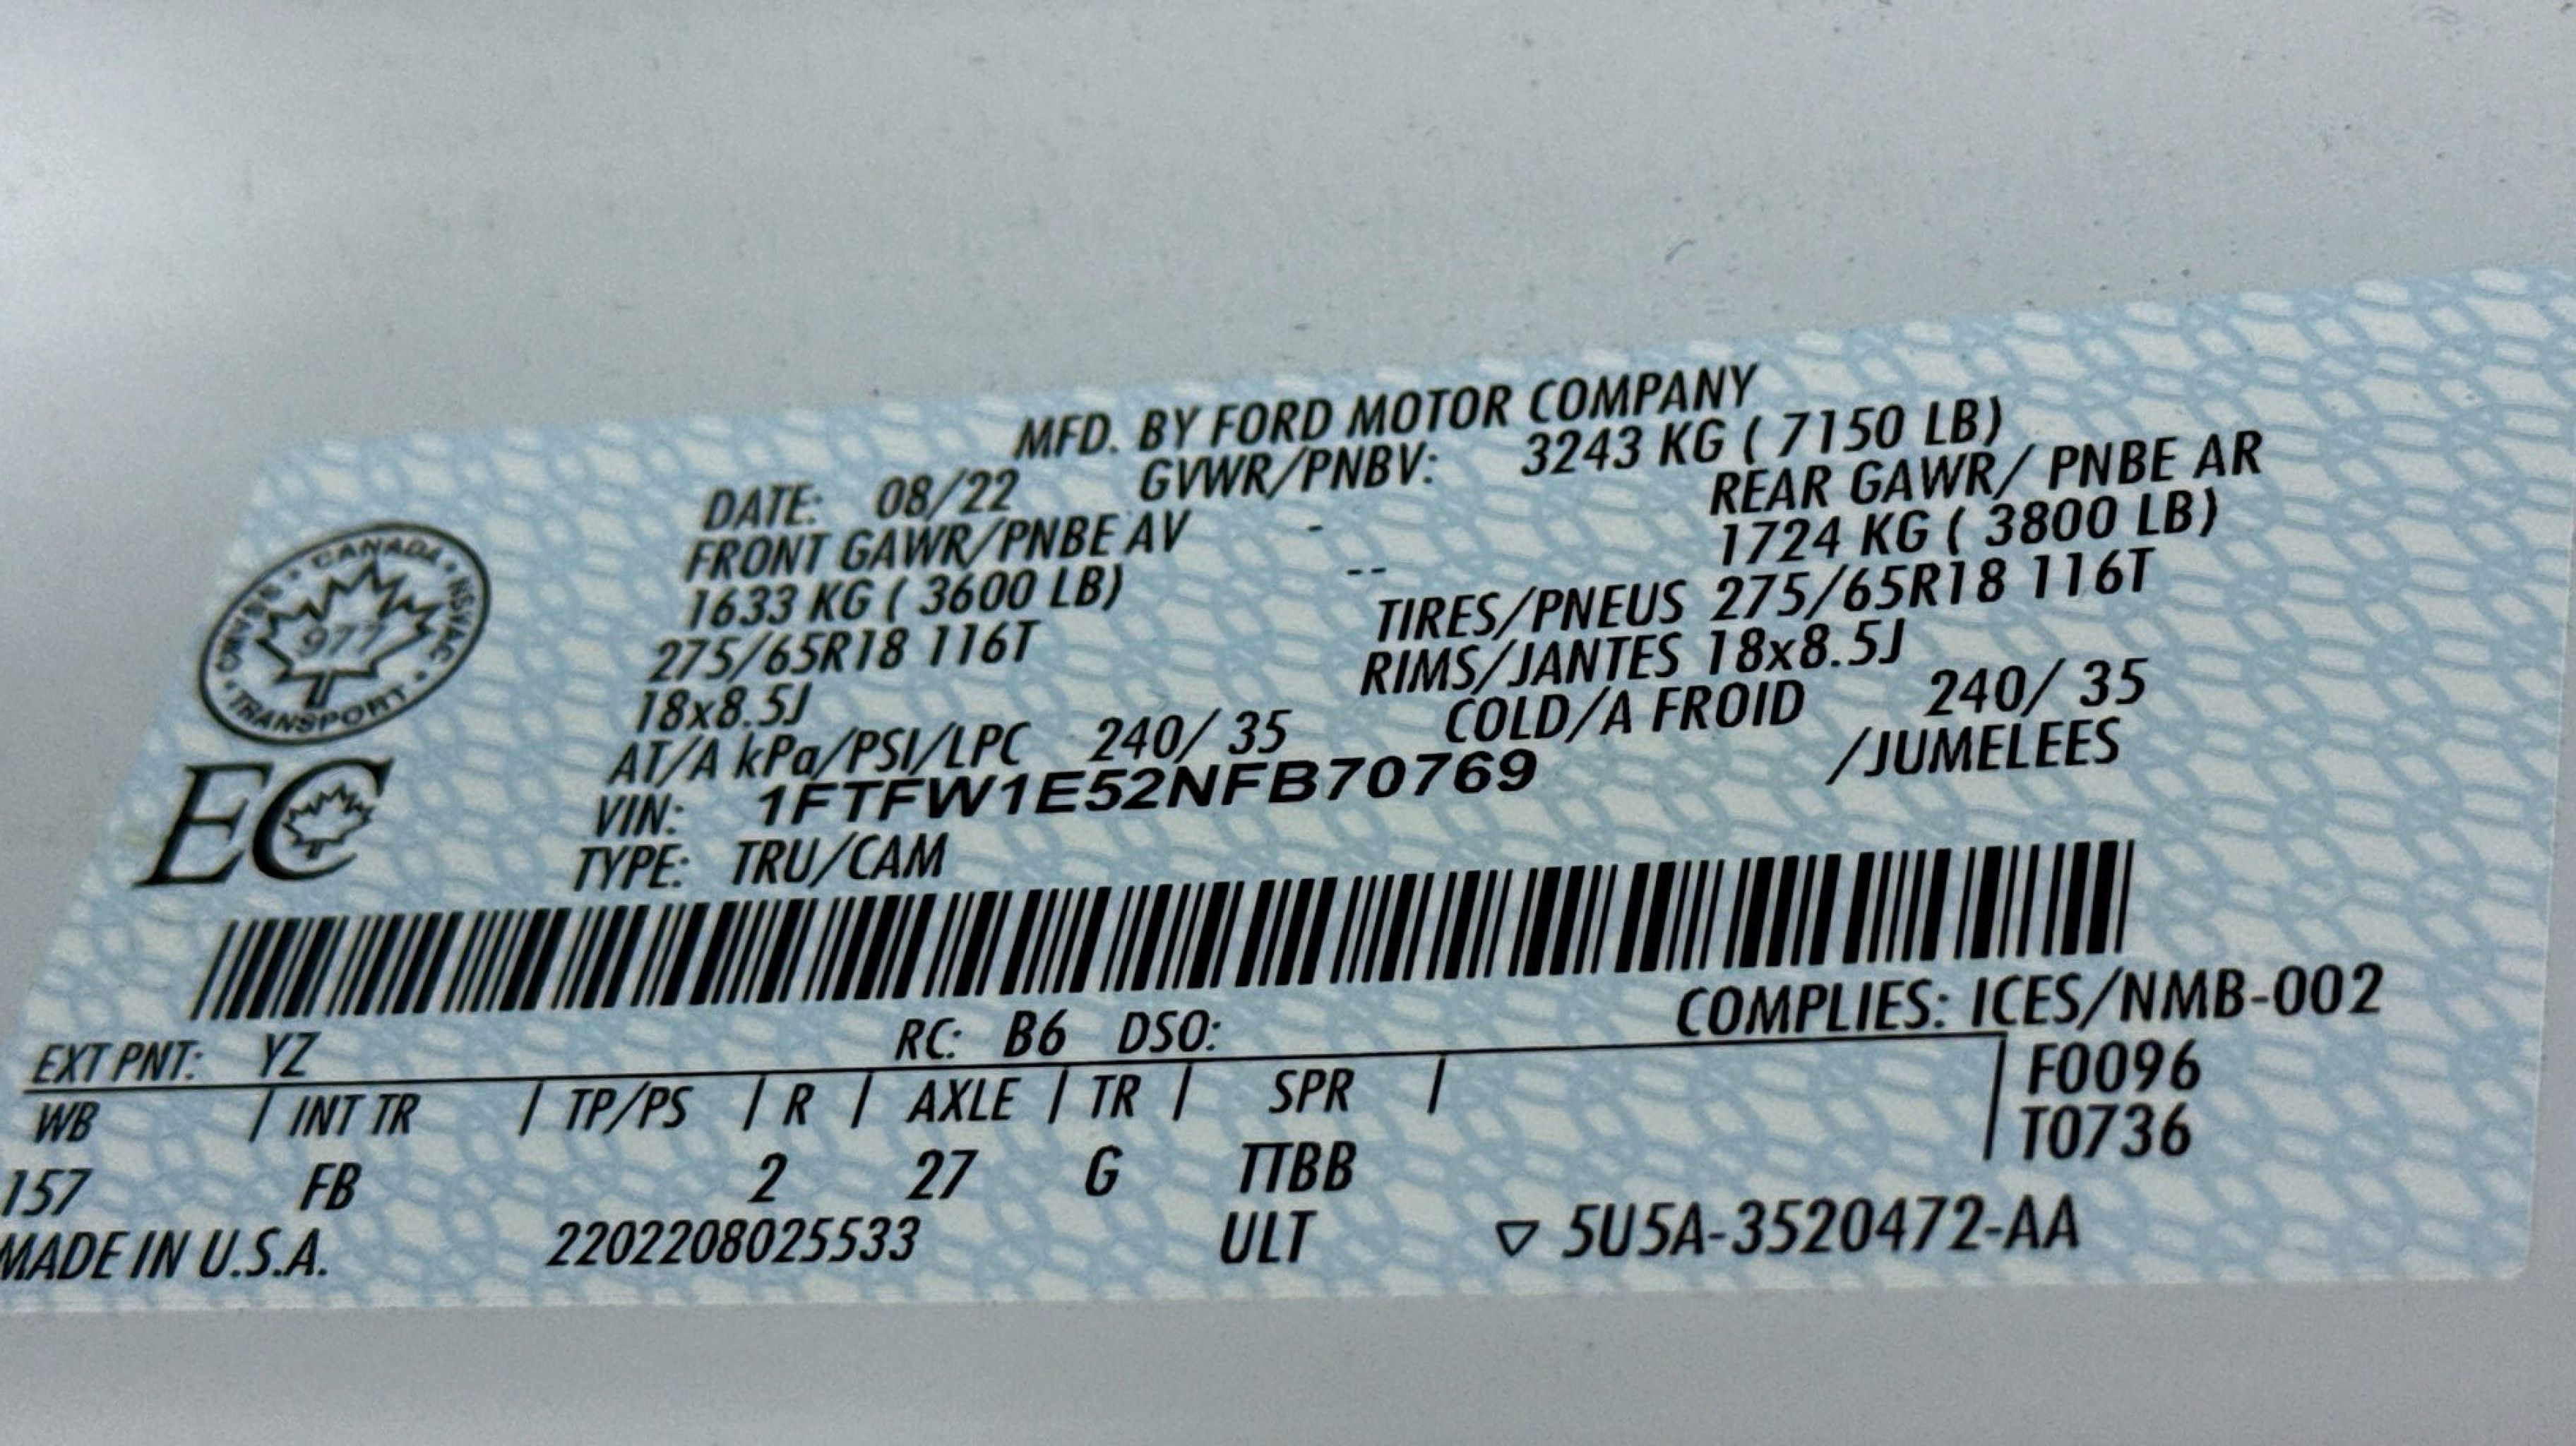 MFD. BY FORD MOTOR COMPANY
DATE: 08/22 GVWR/PNBV: 3243 KG ( 7150 LB)
FRONT GAWR/PNBE AV - REAR GAWR/ PNBE AR
1633 KG ( 3600 LB) -- 1724 KG ( 3800 LB)
275/65R18 116T TIRES/PNEUS 275/65R18 116T
18x8.5J RIMS/JANTES 18x8.5J
AT/A kPa/PSI/LPC 240/ 35 COLD/A FROID 240/ 35
VIN: 1FTFW1E52NFB70769 /JUMELEES
TYPE: TRU/CAM
CANADA • NSVAC • TRANSPORT • CMVSS •
977
EC
COMPLIES: ICES/NMB-002
EXT PNT: YZ RC: B6 DSO:
WB | INT TR | TP/PS | R | AXLE | TR | SPR | F0096
T0736
157 FB 2 27 G TTBB
MADE IN U.S.A. 2202208025533 ULT ▽ 5U5A-3520472-AA